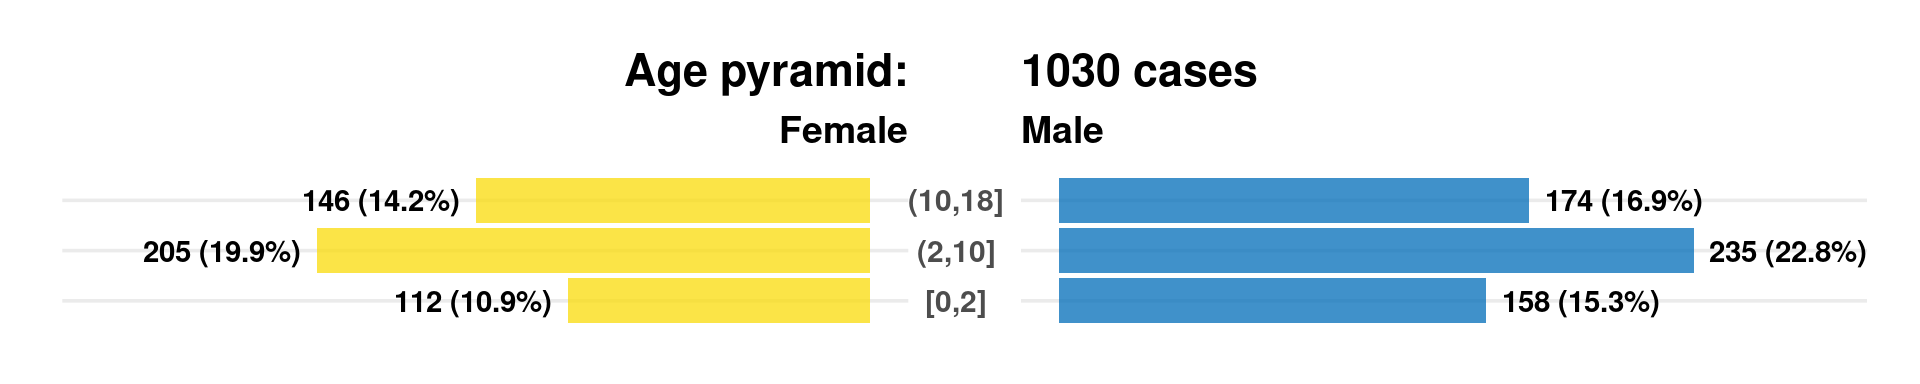 Age pyramid: 1030 cases
Female Male
146 (14.2%) (10,18] 174 (16.9%)
205 (19.9%) (2,10] 235 (22.8%)
112 (10.9%) [0,2] 158 (15.3%)